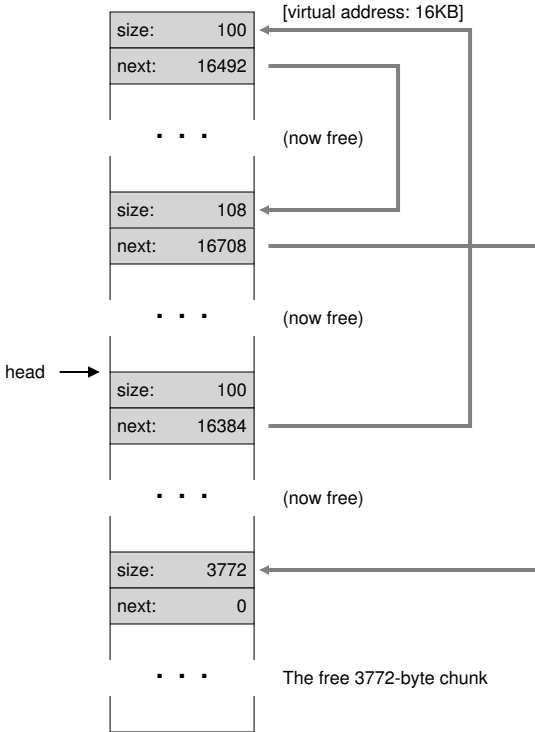 [virtual address: 16KB]
size: 100
next: 16492
. . .
(now free)
size: 108
next: 16708
. . .
(now free)
head
size: 100
next: 16384
. . .
(now free)
size: 3772
next: 0
. . .
The free 3772-byte chunk